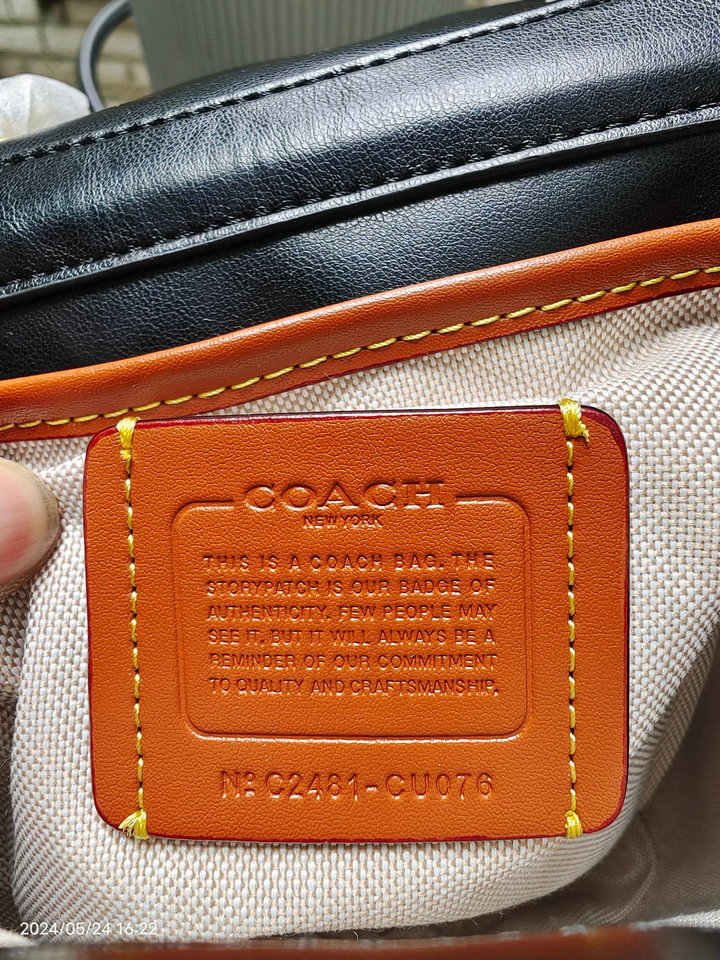 COACH
NEW YORK
THIS IS A COACH BAG. THE
STORYPATCH IS OUR BADGE OF
AUTHENTICITY. FEW PEOPLE MAY
SEE IT. BUT IT WILL ALWAYS BE A
REMINDER OF OUR COMMITMENT
TO QUALITY AND CRAFTSMANSHIP.
Nº C2481-CU076
2024/05/24 16:22